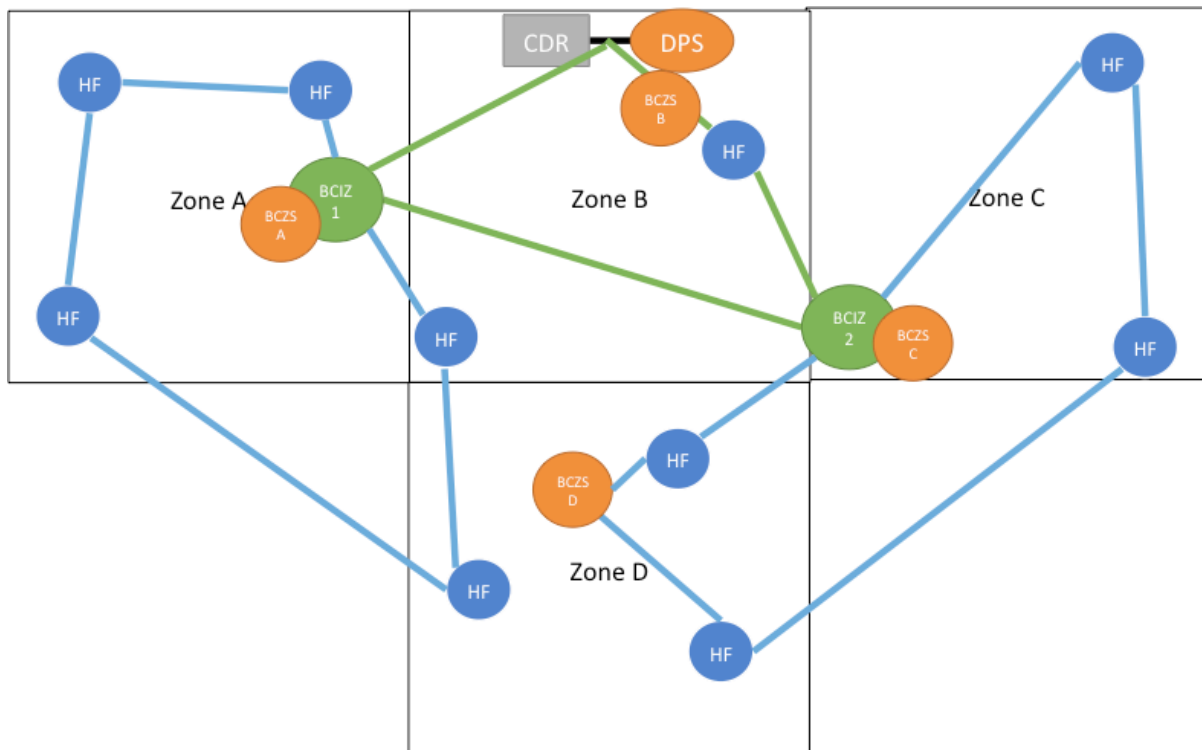 CDR
DPS
HF
HF
HF
BCZS
B
HF
BCIZ
1
Zone A
Zone B
Zone C
BCZS
A
HF
BCIZ
2
HF
BCZS
C
HF
HF
BCZS
D
Zone D
HF
HF